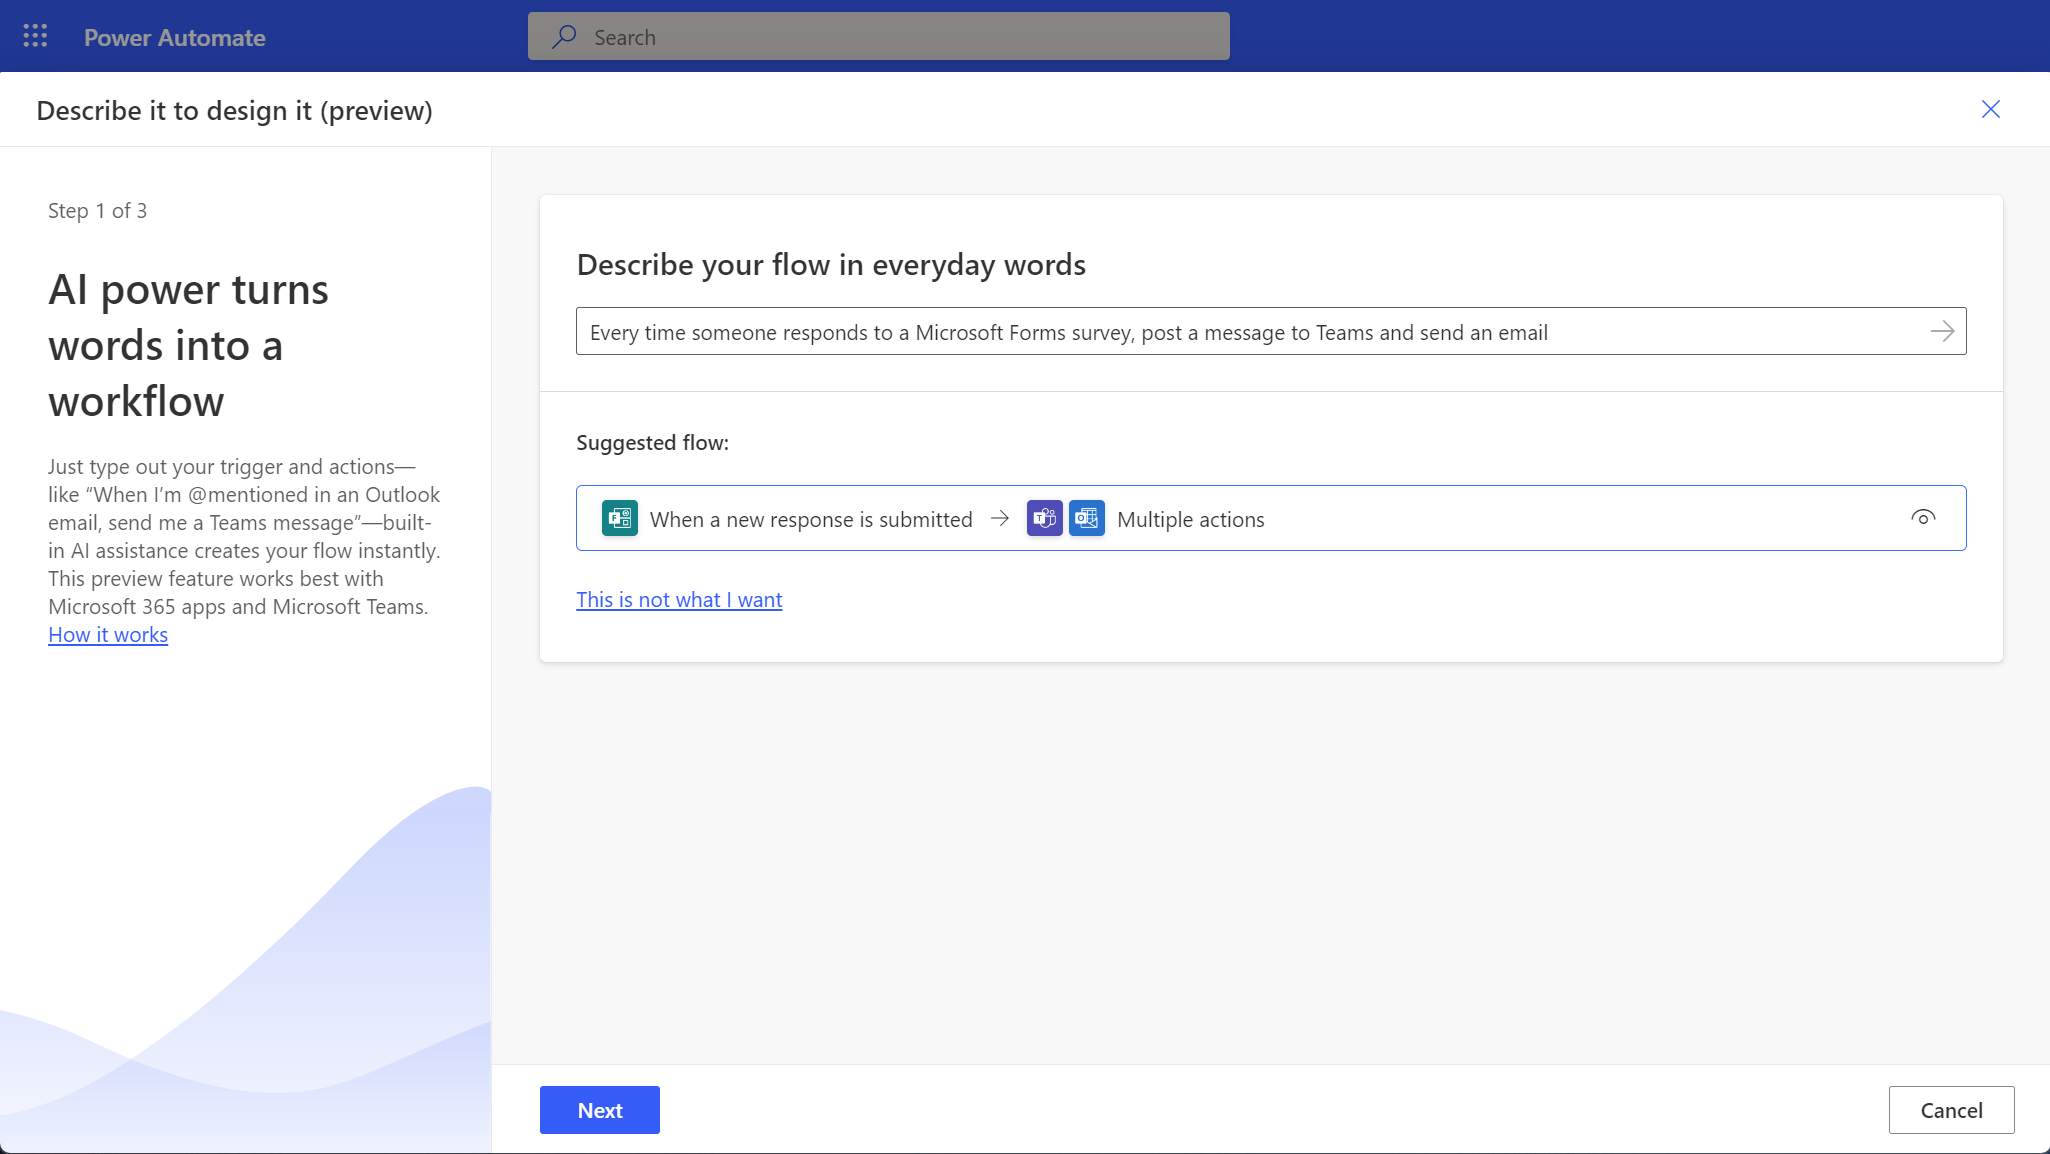 Power Automate
Search
Describe it to design it (preview)
Step 1 of 3
AI power turns
words into a
workflow
Just type out your trigger and actions—
like “When I’m @mentioned in an Outlook
email, send me a Teams message”—built-
in AI assistance creates your flow instantly.
This preview feature works best with
Microsoft 365 apps and Microsoft Teams.
How it works
Describe your flow in everyday words
Every time someone responds to a Microsoft Forms survey, post a message to Teams and send an email
Suggested flow:
When a new response is submitted
Multiple actions
This is not what I want
Next
Cancel